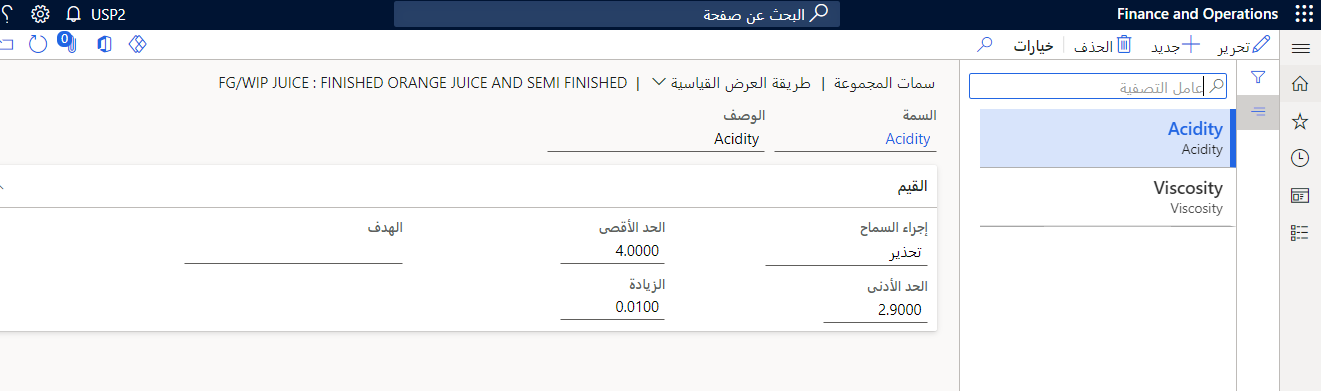 Finance and Operations
البحث عن صفحة
USP2
تحرير
جديد
الحذف
خيارات
0
عامل التصفية
Acidity
Acidity
Viscosity
Viscosity
سمات المجموعة | طريقة العرض القياسية | FG/WIP JUICE : FINISHED ORANGE JUICE AND SEMI FINISHED
السمة
Acidity
الوصف
Acidity
القيم
إجراء السماح
تحذير
الحد الأدنى
2.9000
الحد الأقصى
4.0000
الزيادة
0.0100
الهدف